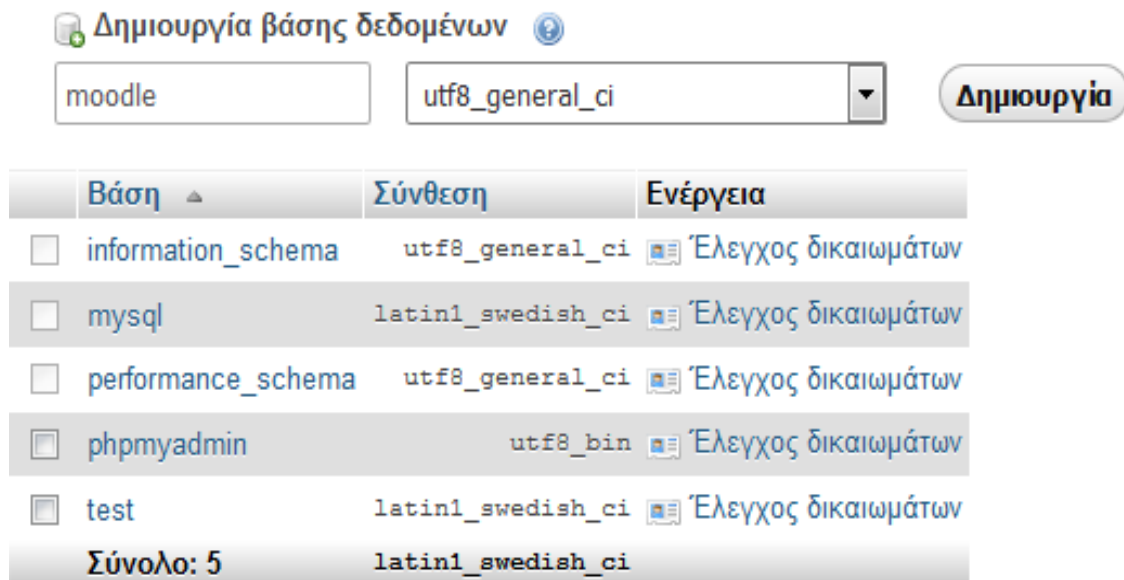 Δημιουργία βάσης δεδομένων
moodle utf8_general_ci Δημιουργία
Βάση Σύνθεση Ενέργεια
information_schema utf8_general_ci Έλεγχος δικαιωμάτων
mysql latin1_swedish_ci Έλεγχος δικαιωμάτων
performance_schema utf8_general_ci Έλεγχος δικαιωμάτων
phpmyadmin utf8_bin Έλεγχος δικαιωμάτων
test latin1_swedish_ci Έλεγχος δικαιωμάτων
Σύνολο: 5 latin1_swedish_ci